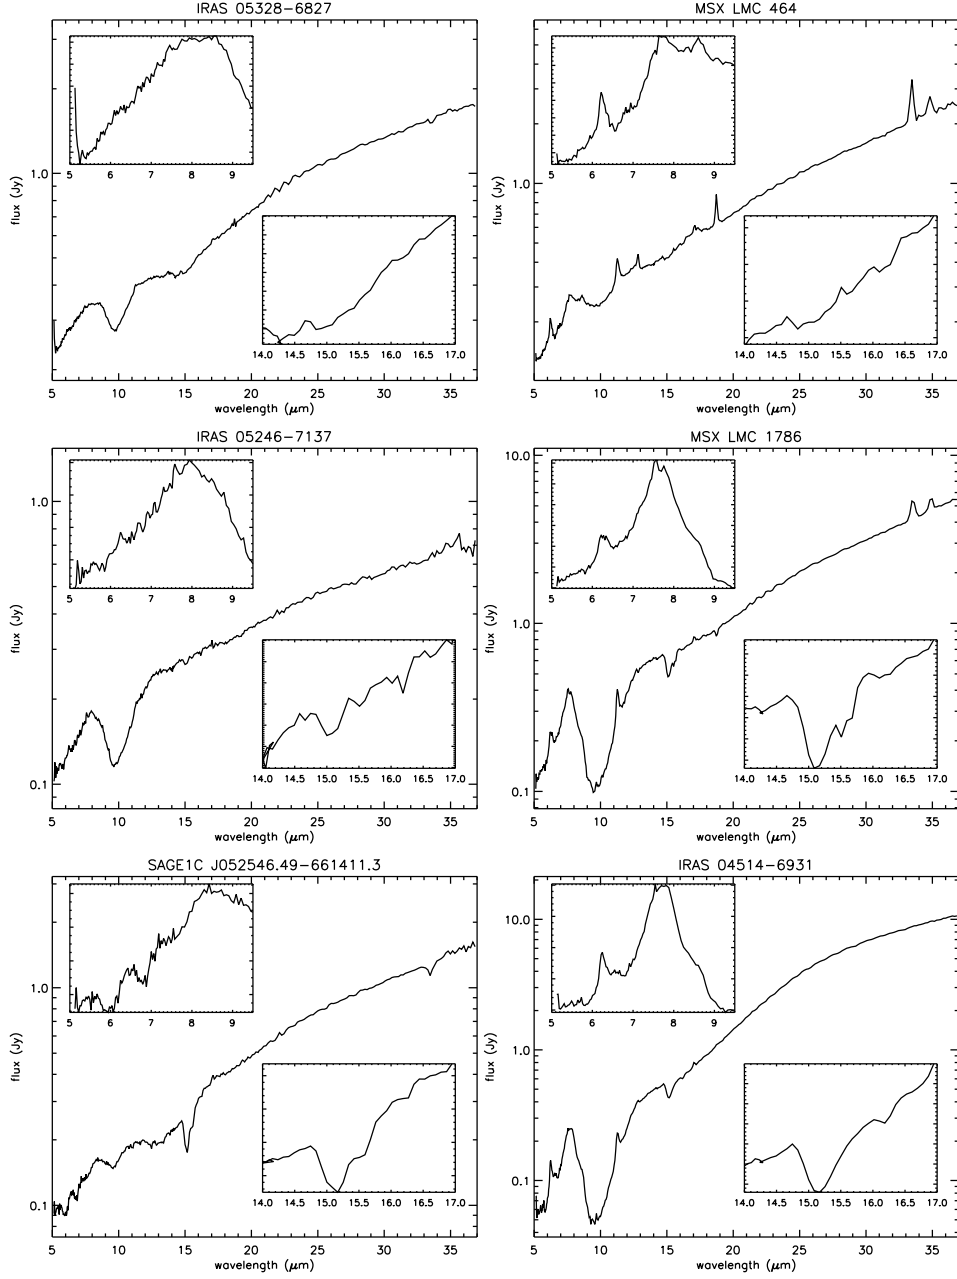 IRAS 05328−6827
5 6 7 8 9
1.0
flux (Jy)
14.0 14.5 15.0 15.5 16.0 16.5 17.0
5 10 15 20 25 30 35
wavelength (μm)
MSX LMC 464
5 6 7 8 9
1.0
flux (Jy)
14.0 14.5 15.0 15.5 16.0 16.5 17.0
5 10 15 20 25 30 35
wavelength (μm)
IRAS 05246−7137
5 6 7 8 9
1.0
flux (Jy)
0.1
14.0 14.5 15.0 15.5 16.0 16.5 17.0
5 10 15 20 25 30 35
wavelength (μm)
MSX LMC 1786
10.0
5 6 7 8 9
1.0
flux (Jy)
0.1
14.0 14.5 15.0 15.5 16.0 16.5 17.0
5 10 15 20 25 30 35
wavelength (μm)
SAGE1C J052546.49−661411.3
5 6 7 8 9
1.0
flux (Jy)
0.1
14.0 14.5 15.0 15.5 16.0 16.5 17.0
5 10 15 20 25 30 35
wavelength (μm)
IRAS 04514−6931
10.0
5 6 7 8 9
1.0
flux (Jy)
0.1
14.0 14.5 15.0 15.5 16.0 16.5 17.0
5 10 15 20 25 30 35
wavelength (μm)